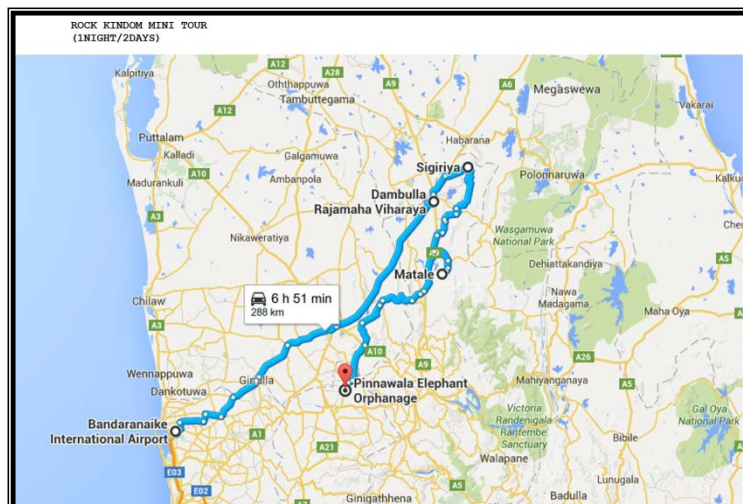 ROCK KINDOM MINI TOUR
(1NIGHT/2DAYS)
Kalpitiya
A12
A28
A9
A6
Oththappuwa
Megaswewa
Tambuttegama
A12
Vakarai
Puttalam
Kalladi
Galgamuwa
Habarana
A10
Sigiriya
Madurankuli
Ambanpola
Polonnaruwa
Kalkud
A3
Dambulla
Rajamaha Viharaya
Nikaweratiya
Wasgamuwa
National Park
Dehiattakandiya
Matale
6 h 51 min
288 km
Chilaw
Nawa
Madagama
Maha Oya
A3
A26
A10
A9
A5
Wennappuwa
Giriulla
Dankotuwa
Pinnawala Elephant
Orphanage
Mahiyanganaya
Bandaranaike
International Airport
A1
A21
Victoria
Randenigala
Rantembe
Sanctuary
Gal Oya
National Park
Bibile
Walapane
A5
E03
E02
Lunugala
Ginigathhena
Badulla